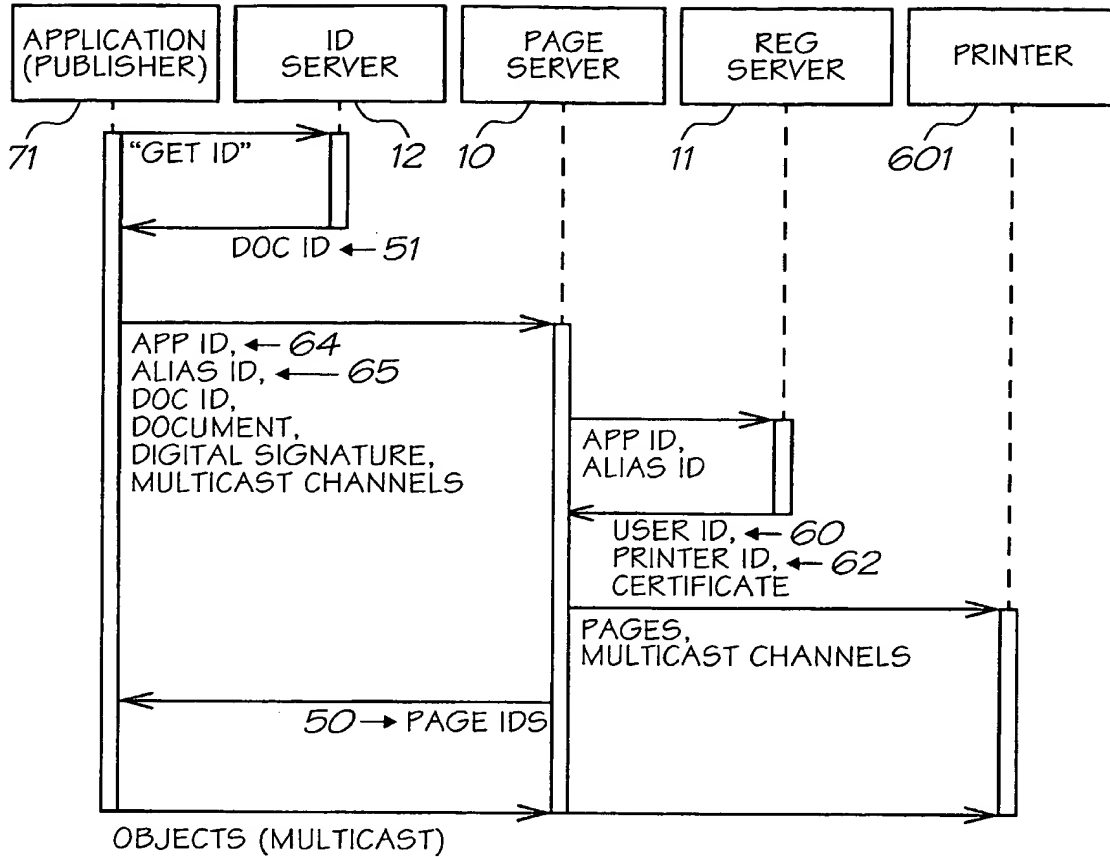 APPLICATION
(PUBLISHER)
ID
SERVER
PAGE
SERVER
REG
SERVER
PRINTER
71
12
10
11
601
“GET ID”
DOC ID ← 51
APP ID, ← 64
ALIAS ID, ← 65
DOC ID,
DOCUMENT,
DIGITAL SIGNATURE,
MULTICAST CHANNELS
APP ID,
ALIAS ID
USER ID, ← 60
PRINTER ID, ← 62
CERTIFICATE
PAGES,
MULTICAST CHANNELS
50 → PAGE IDS
OBJECTS (MULTICAST)